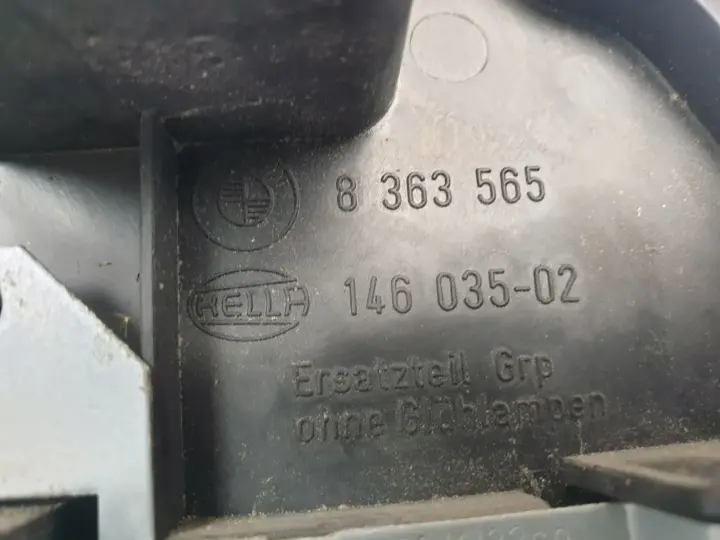 8 363 565
HELLA 146 035-02
Ersatzteil Grp
ohne Glühlampen